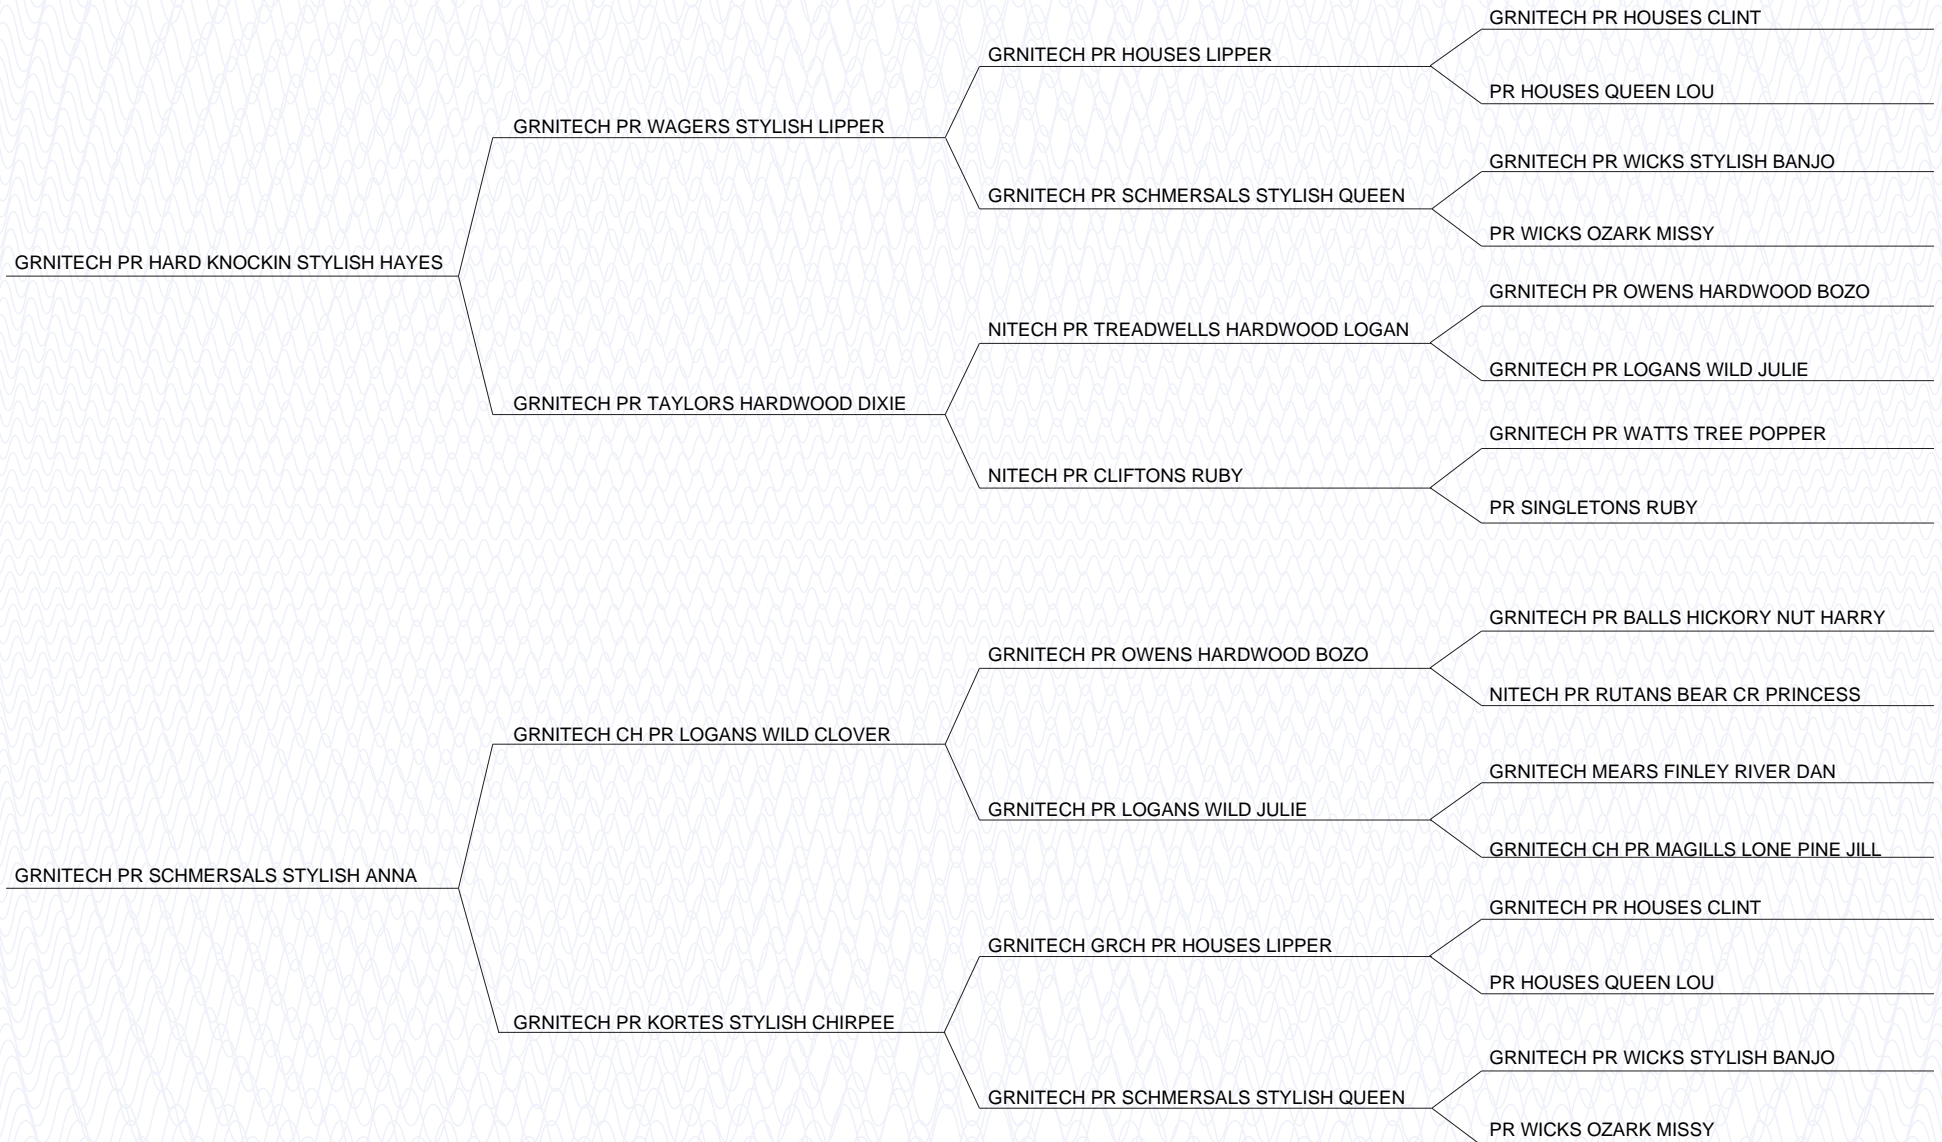 GRNITECH PR HOUSES CLINT
GRNITECH PR HOUSES LIPPER
PR HOUSES QUEEN LOU
GRNITECH PR WAGERS STYLISH LIPPER
GRNITECH PR WICKS STYLISH BANJO
GRNITECH PR SCHMERSALS STYLISH QUEEN
PR WICKS OZARK MISSY
GRNITECH PR HARD KNOCKIN STYLISH HAYES
GRNITECH PR OWENS HARDWOOD BOZO
NITECH PR TREADWELLS HARDWOOD LOGAN
GRNITECH PR LOGANS WILD JULIE
GRNITECH PR TAYLORS HARDWOOD DIXIE
GRNITECH PR WATTS TREE POPPER
NITECH PR CLIFTONS RUBY
PR SINGLETONS RUBY
GRNITECH PR BALLS HICKORY NUT HARRY
GRNITECH PR OWENS HARDWOOD BOZO
NITECH PR RUTANS BEAR CR PRINCESS
GRNITECH CH PR LOGANS WILD CLOVER
GRNITECH MEARS FINLEY RIVER DAN
GRNITECH PR LOGANS WILD JULIE
GRNITECH CH PR MAGILLS LONE PINE JILL
GRNITECH PR SCHMERSALS STYLISH ANNA
GRNITECH PR HOUSES CLINT
GRNITECH GRCH PR HOUSES LIPPER
PR HOUSES QUEEN LOU
GRNITECH PR KORTES STYLISH CHIRPEE
GRNITECH PR WICKS STYLISH BANJO
GRNITECH PR SCHMERSALS STYLISH QUEEN
PR WICKS OZARK MISSY